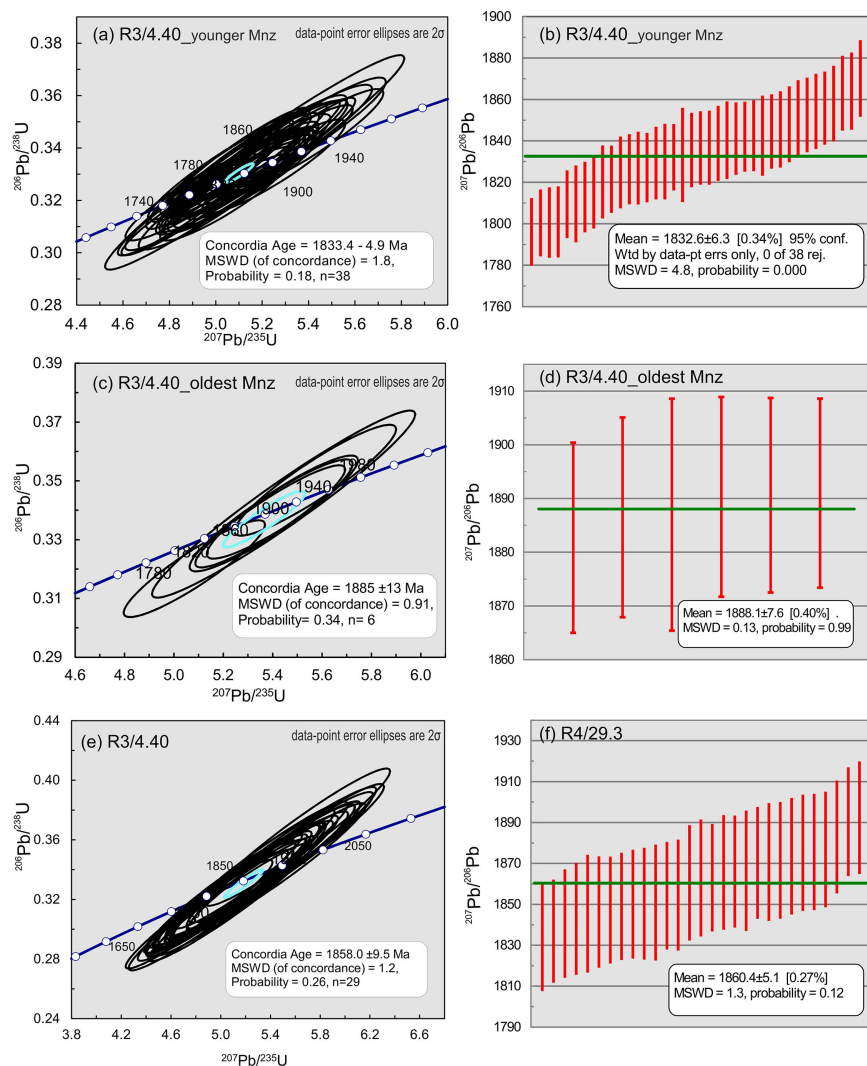 (a) R3/4.40_younger Mnz
data-point error ellipses are 2σ
0.38
0.36
0.34
0.32
0.30
0.28
²⁰⁶Pb/²³⁸U
1740
1780
1860
1900
1940
Concordia Age = 1833.4 - 4.9 Ma
MSWD (of concordance) = 1.8,
Probability = 0.18, n=38
4.4 4.6 4.8 5.0 5.2 5.4 5.6 5.8 6.0
²⁰⁷Pb/²³⁵U
(b) R3/4.40_younger Mnz
1900
1880
1860
1840
1820
1800
1780
1760
²⁰⁷Pb/²⁰⁶Pb
Mean = 1832.6±6.3 [0.34%] 95% conf.
Wtd by data-pt errs only, 0 of 38 rej.
MSWD = 4.8, probability = 0.000
(c) R3/4.40_oldest Mnz
data-point error ellipses are 2σ
0.39
0.37
0.35
0.33
0.31
0.29
²⁰⁶Pb/²³⁸U
1780
1860
1900
1940
1980
Concordia Age = 1885 ±13 Ma
MSWD (of concordance) = 0.91,
Probability= 0.34, n= 6
4.6 4.8 5.0 5.2 5.4 5.6 5.8 6.0
²⁰⁷Pb/²³⁵U
(d) R3/4.40_oldest Mnz
1910
1900
1890
1880
1870
1860
²⁰⁷Pb/²⁰⁶Pb
Mean = 1888.1±7.6 [0.40%] .
MSWD = 0.13, probability = 0.99
(e) R3/4.40
data-point error ellipses are 2σ
0.44
0.40
0.36
0.32
0.28
0.24
²⁰⁶Pb/²³⁸U
1650
1850
2050
Concordia Age = 1858.0 ±9.5 Ma
MSWD (of concordance) = 1.2,
Probability = 0.26, n=29
3.8 4.2 4.6 5.0 5.4 5.8 6.2 6.6
²⁰⁷Pb/²³⁵U
(f) R4/29.3
1930
1910
1890
1870
1850
1830
1810
1790
²⁰⁷Pb/²⁰⁶Pb
Mean = 1860.4±5.1 [0.27%]
MSWD = 1.3, probability = 0.12